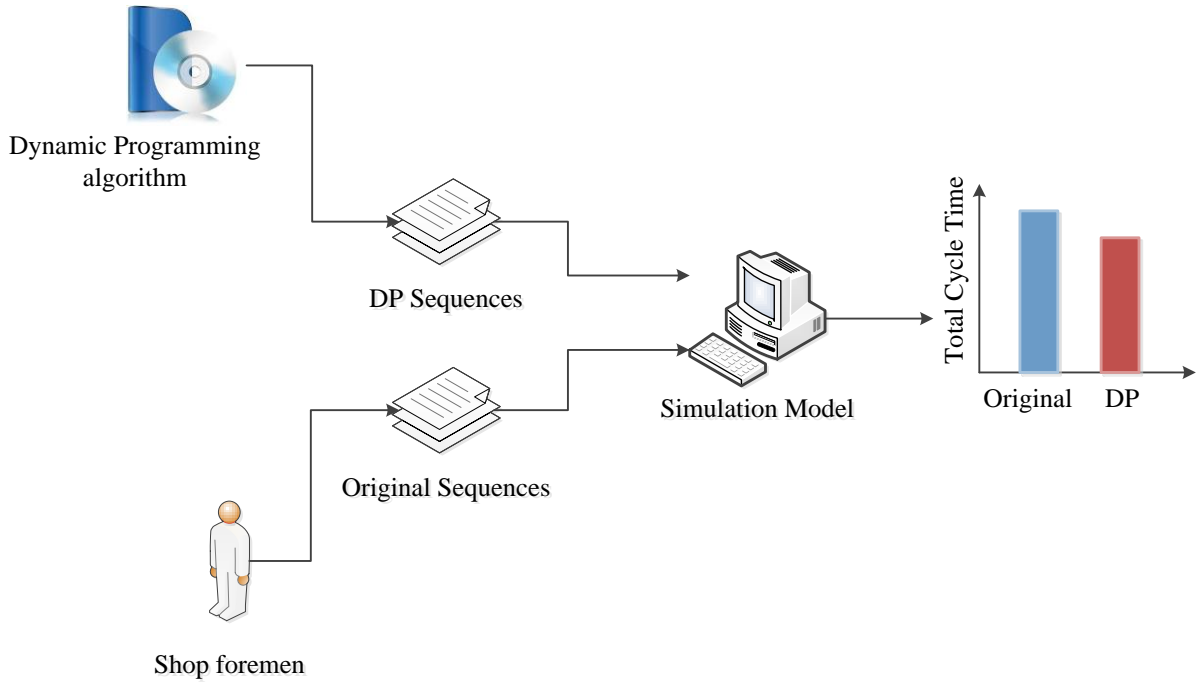 Dynamic Programming
algorithm
DP Sequences
Original Sequences
Shop foremen
Simulation Model
Total Cycle Time
Original
DP